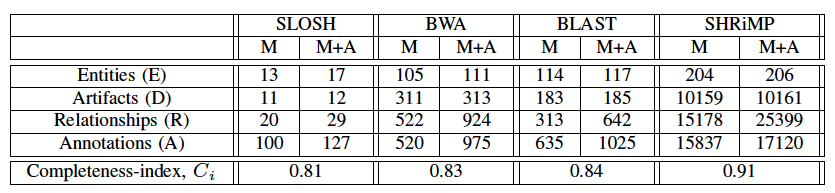 SLOSH BWA BLAST SHRiMP
M M+A M M+A M M+A M M+A
Entities (E) 13 17 105 111 114 117 204 206
Artifacts (D) 11 12 311 313 183 185 10159 10161
Relationships (R) 20 29 522 924 313 642 15178 25399
Annotations (A) 100 127 520 975 635 1025 15837 17120
Completeness-index, Cᵢ 0.81 0.83 0.84 0.91